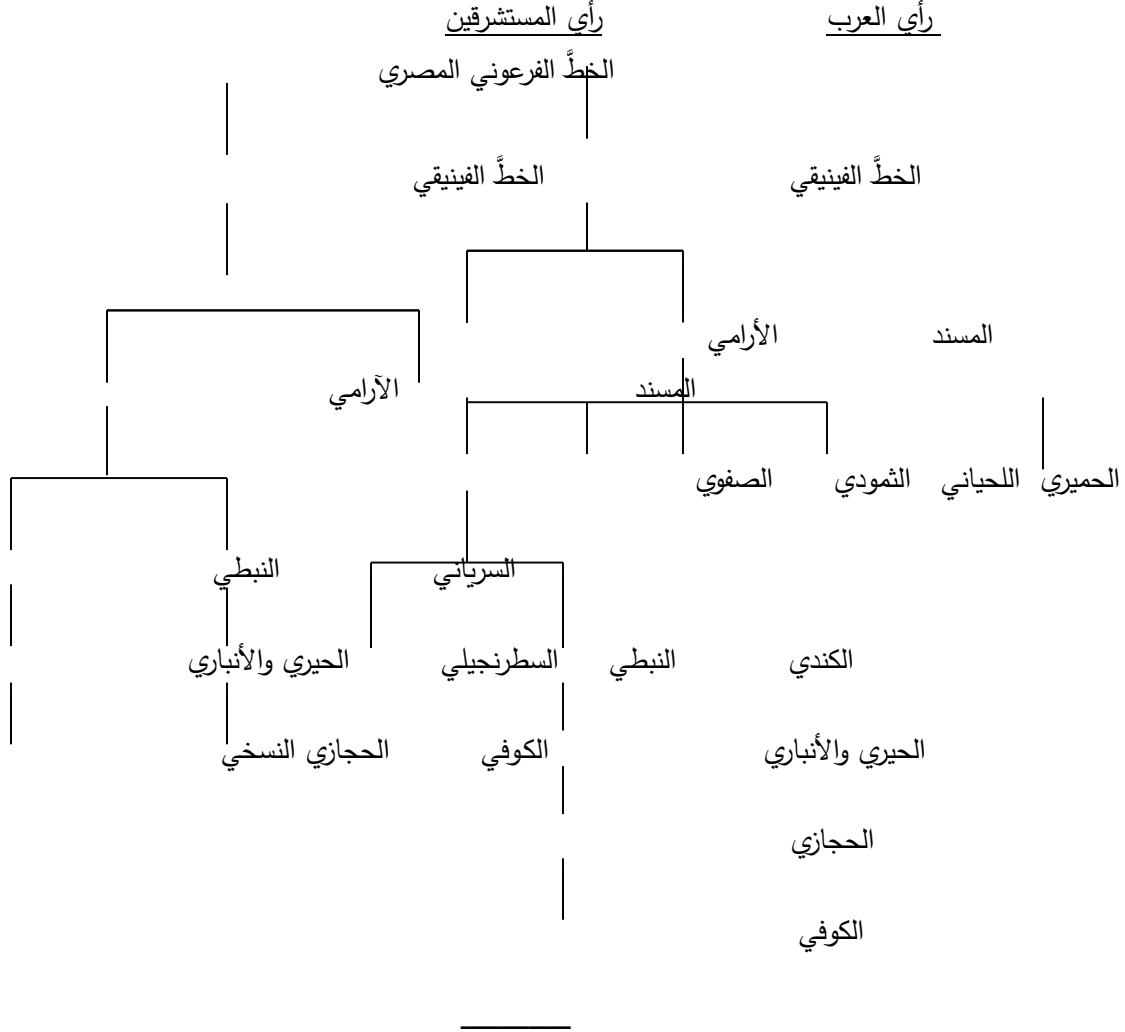 رأي العرب رأي المستشرقين
الخطَّ الفرعوني المصري
الخطَّ الفينيقي الخطَّ الفينيقي
المسند الأرامي
المسند الآرامي
الحميري اللحياني الثمودي الصفوي
السرياني النبطي
الكندي النبطي السطرنجيلي الحيري والأنباري
الحيري والأنباري الكوفي الحجازي النسخي
الحجازي
الكوفي